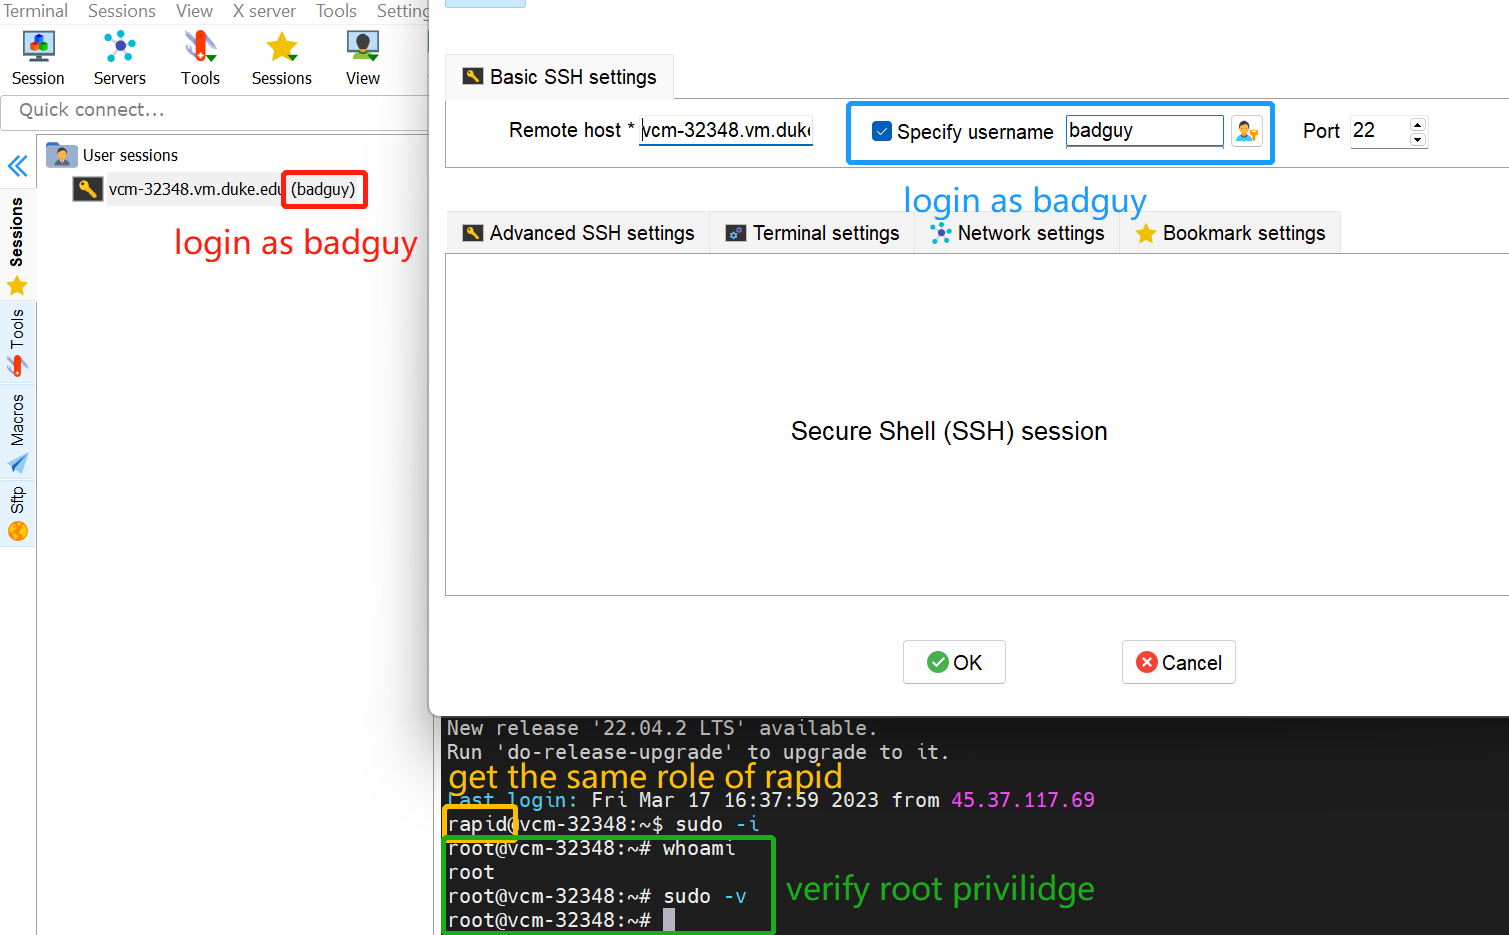 Terminal Sessions View X server Tools Setting
Session Servers Tools Sessions View
Quick connect...
User sessions
vcm-32348.vm.duke.edu (badguy)
login as badguy
Sessions
Tools
Macros
Sftp
Basic SSH settings
Remote host * vcm-32348.vm.duk Specify username badguy Port 22
login as badguy
Advanced SSH settings Terminal settings Network settings Bookmark settings
Secure Shell (SSH) session
OK Cancel
New release '22.04.2 LTS' available.
Run 'do-release-upgrade' to upgrade to it.
get the same role of rapid
Last login: Fri Mar 17 16:37:59 2023 from 45.37.117.69
rapid@vcm-32348:~$ sudo -i
root@vcm-32348:~# whoami
root
root@vcm-32348:~# sudo -v
verify root privilidge
root@vcm-32348:~#